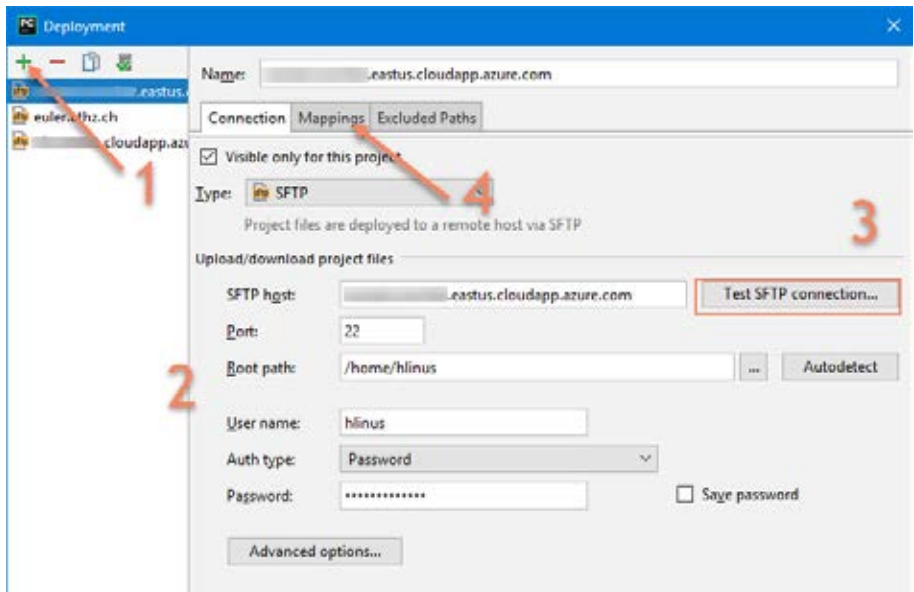 PC Deployment
Name: .eastus.cloudapp.azure.com
.eastus.
euler.ethz.ch
.cloudapp.azu
1
Connection Mappings Excluded Paths
Visible only for this project
4
Type: SFTP
Project files are deployed to a remote host via SFTP
3
Upload/download project files
SFTP host: .eastus.cloudapp.azure.com Test SFTP connection...
Port: 22
Root path: /home/hlinus ... Autodetect
2
User name: hlinus
Auth type: Password
Password: ••••••••••••• Save password
Advanced options...